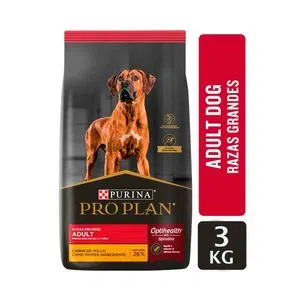 PURINA
PRO PLAN
RAZAS GRANDES
ADULT
Optihealth
Spirulina
CARNE DE POLLO
COMO PRIMER INGREDIENTE
26%
ADULT DOG
RAZAS GRANDES
3
KG